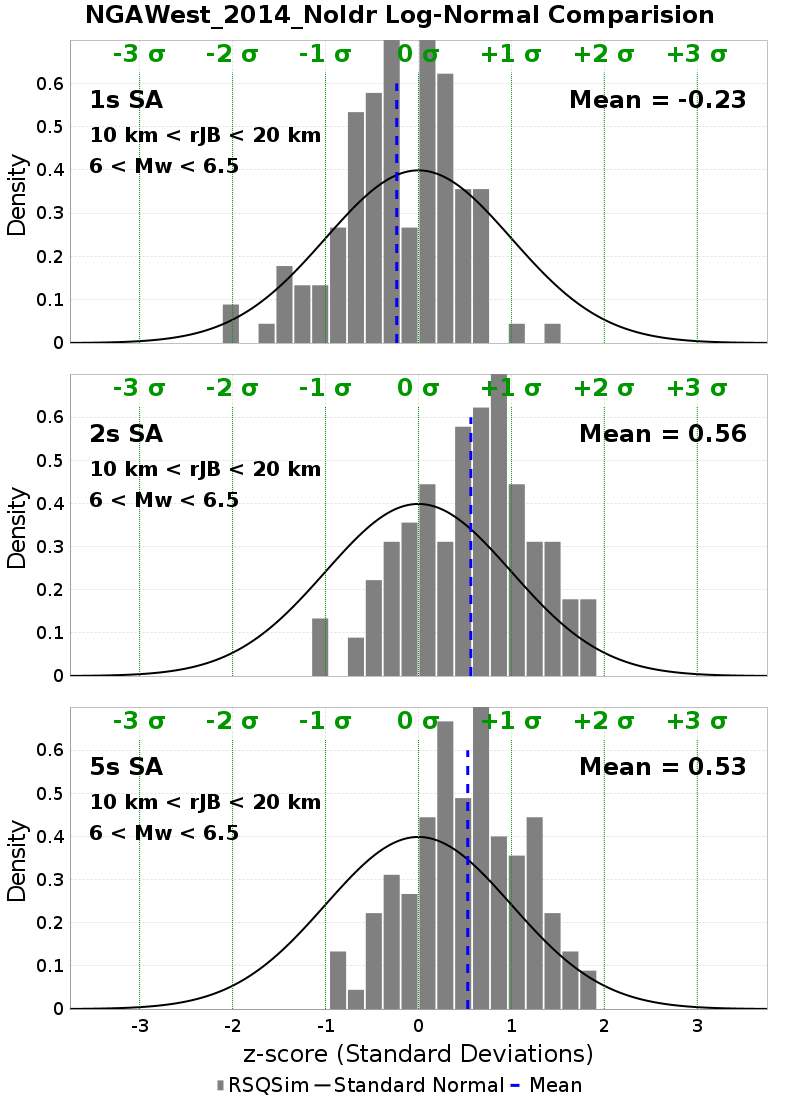 NGAWest_2014_NoIdr Log-Normal Comparision
-3 σ -2 σ -1 σ 0 σ +1 σ +2 σ +3 σ
0.6
1s SA Mean = -0.23
0.5
10 km < rJB < 20 km
6 < Mw < 6.5
0.4
0.3
0.2
0.1
0
Density
-3 σ -2 σ -1 σ 0 σ +1 σ +2 σ +3 σ
0.6
2s SA Mean = 0.56
0.5
10 km < rJB < 20 km
6 < Mw < 6.5
0.4
0.3
0.2
0.1
0
Density
-3 σ -2 σ -1 σ 0 σ +1 σ +2 σ +3 σ
0.6
5s SA Mean = 0.53
0.5
10 km < rJB < 20 km
6 < Mw < 6.5
0.4
0.3
0.2
0.1
0
Density
-3 -2 -1 0 1 2 3
z-score (Standard Deviations)
RSQSim Standard Normal Mean